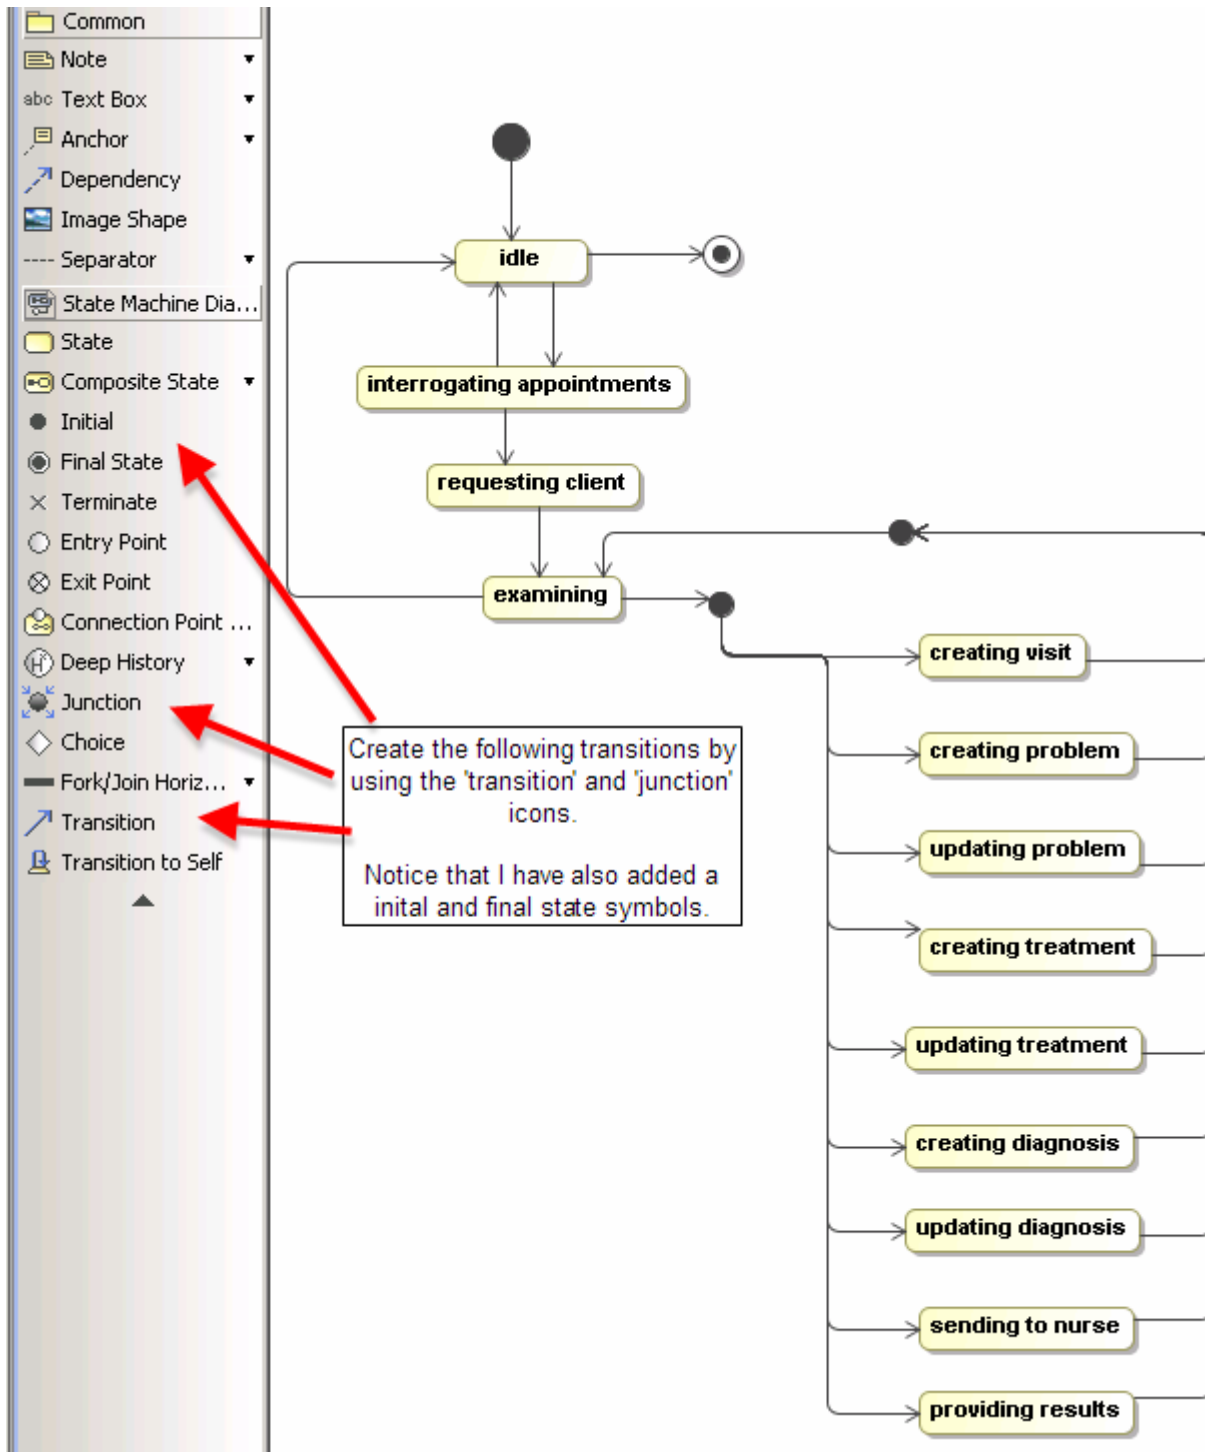 Common
Note
abc Text Box
Anchor
Dependency
Image Shape
Separator
State Machine Dia...
State
Composite State
Initial
Final State
Terminate
Entry Point
Exit Point
Connection Point ...
H* Deep History
Junction
Choice
Fork/Join Horiz...
Transition
Transition to Self
idle
interrogating appointments
requesting client
examining
Create the following transitions by
using the 'transition' and 'junction'
icons.
Notice that I have also added a
inital and final state symbols.
creating visit
creating problem
updating problem
creating treatment
updating treatment
creating diagnosis
updating diagnosis
sending to nurse
providing results